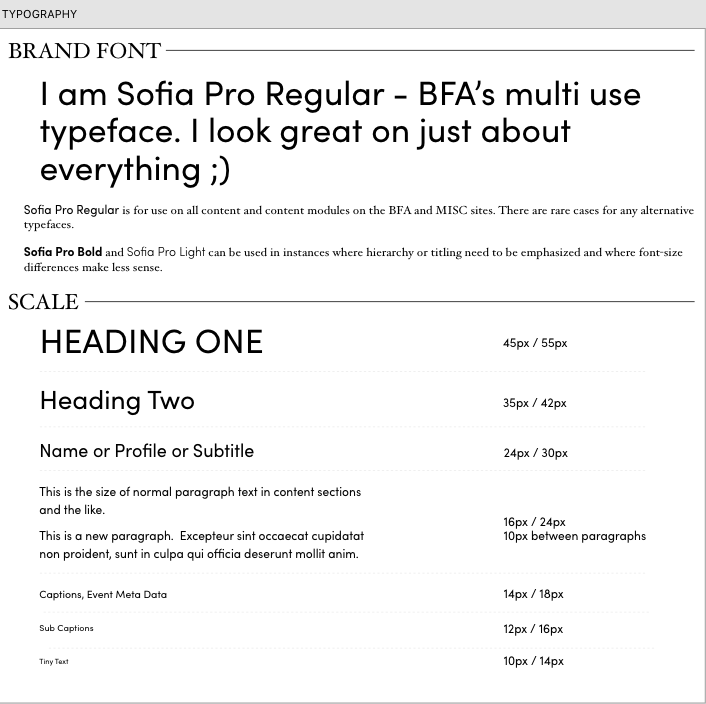 TYPOGRAPHY
BRAND FONT
I am Sofia Pro Regular - BFA’s multi use
typeface. I look great on just about
everything ;)
Sofia Pro Regular is for use on all content and content modules on the BFA and MISC sites. There are rare cases for any alternative
typefaces.
Sofia Pro Bold and Sofia Pro Light can be used in instances where hierarchy or titling need to be emphasized and where font-size
differences make less sense.
SCALE
HEADING ONE
45px / 55px
Heading Two
35px / 42px
Name or Profile or Subtitle
24px / 30px
This is the size of normal paragraph text in content sections
and the like.
This is a new paragraph.  Excepteur sint occaecat cupidatat
non proident, sunt in culpa qui officia deserunt mollit anim.
16px / 24px
10px between paragraphs
Captions, Event Meta Data
14px / 18px
Sub Captions
12px / 16px
Tiny Text
10px / 14px